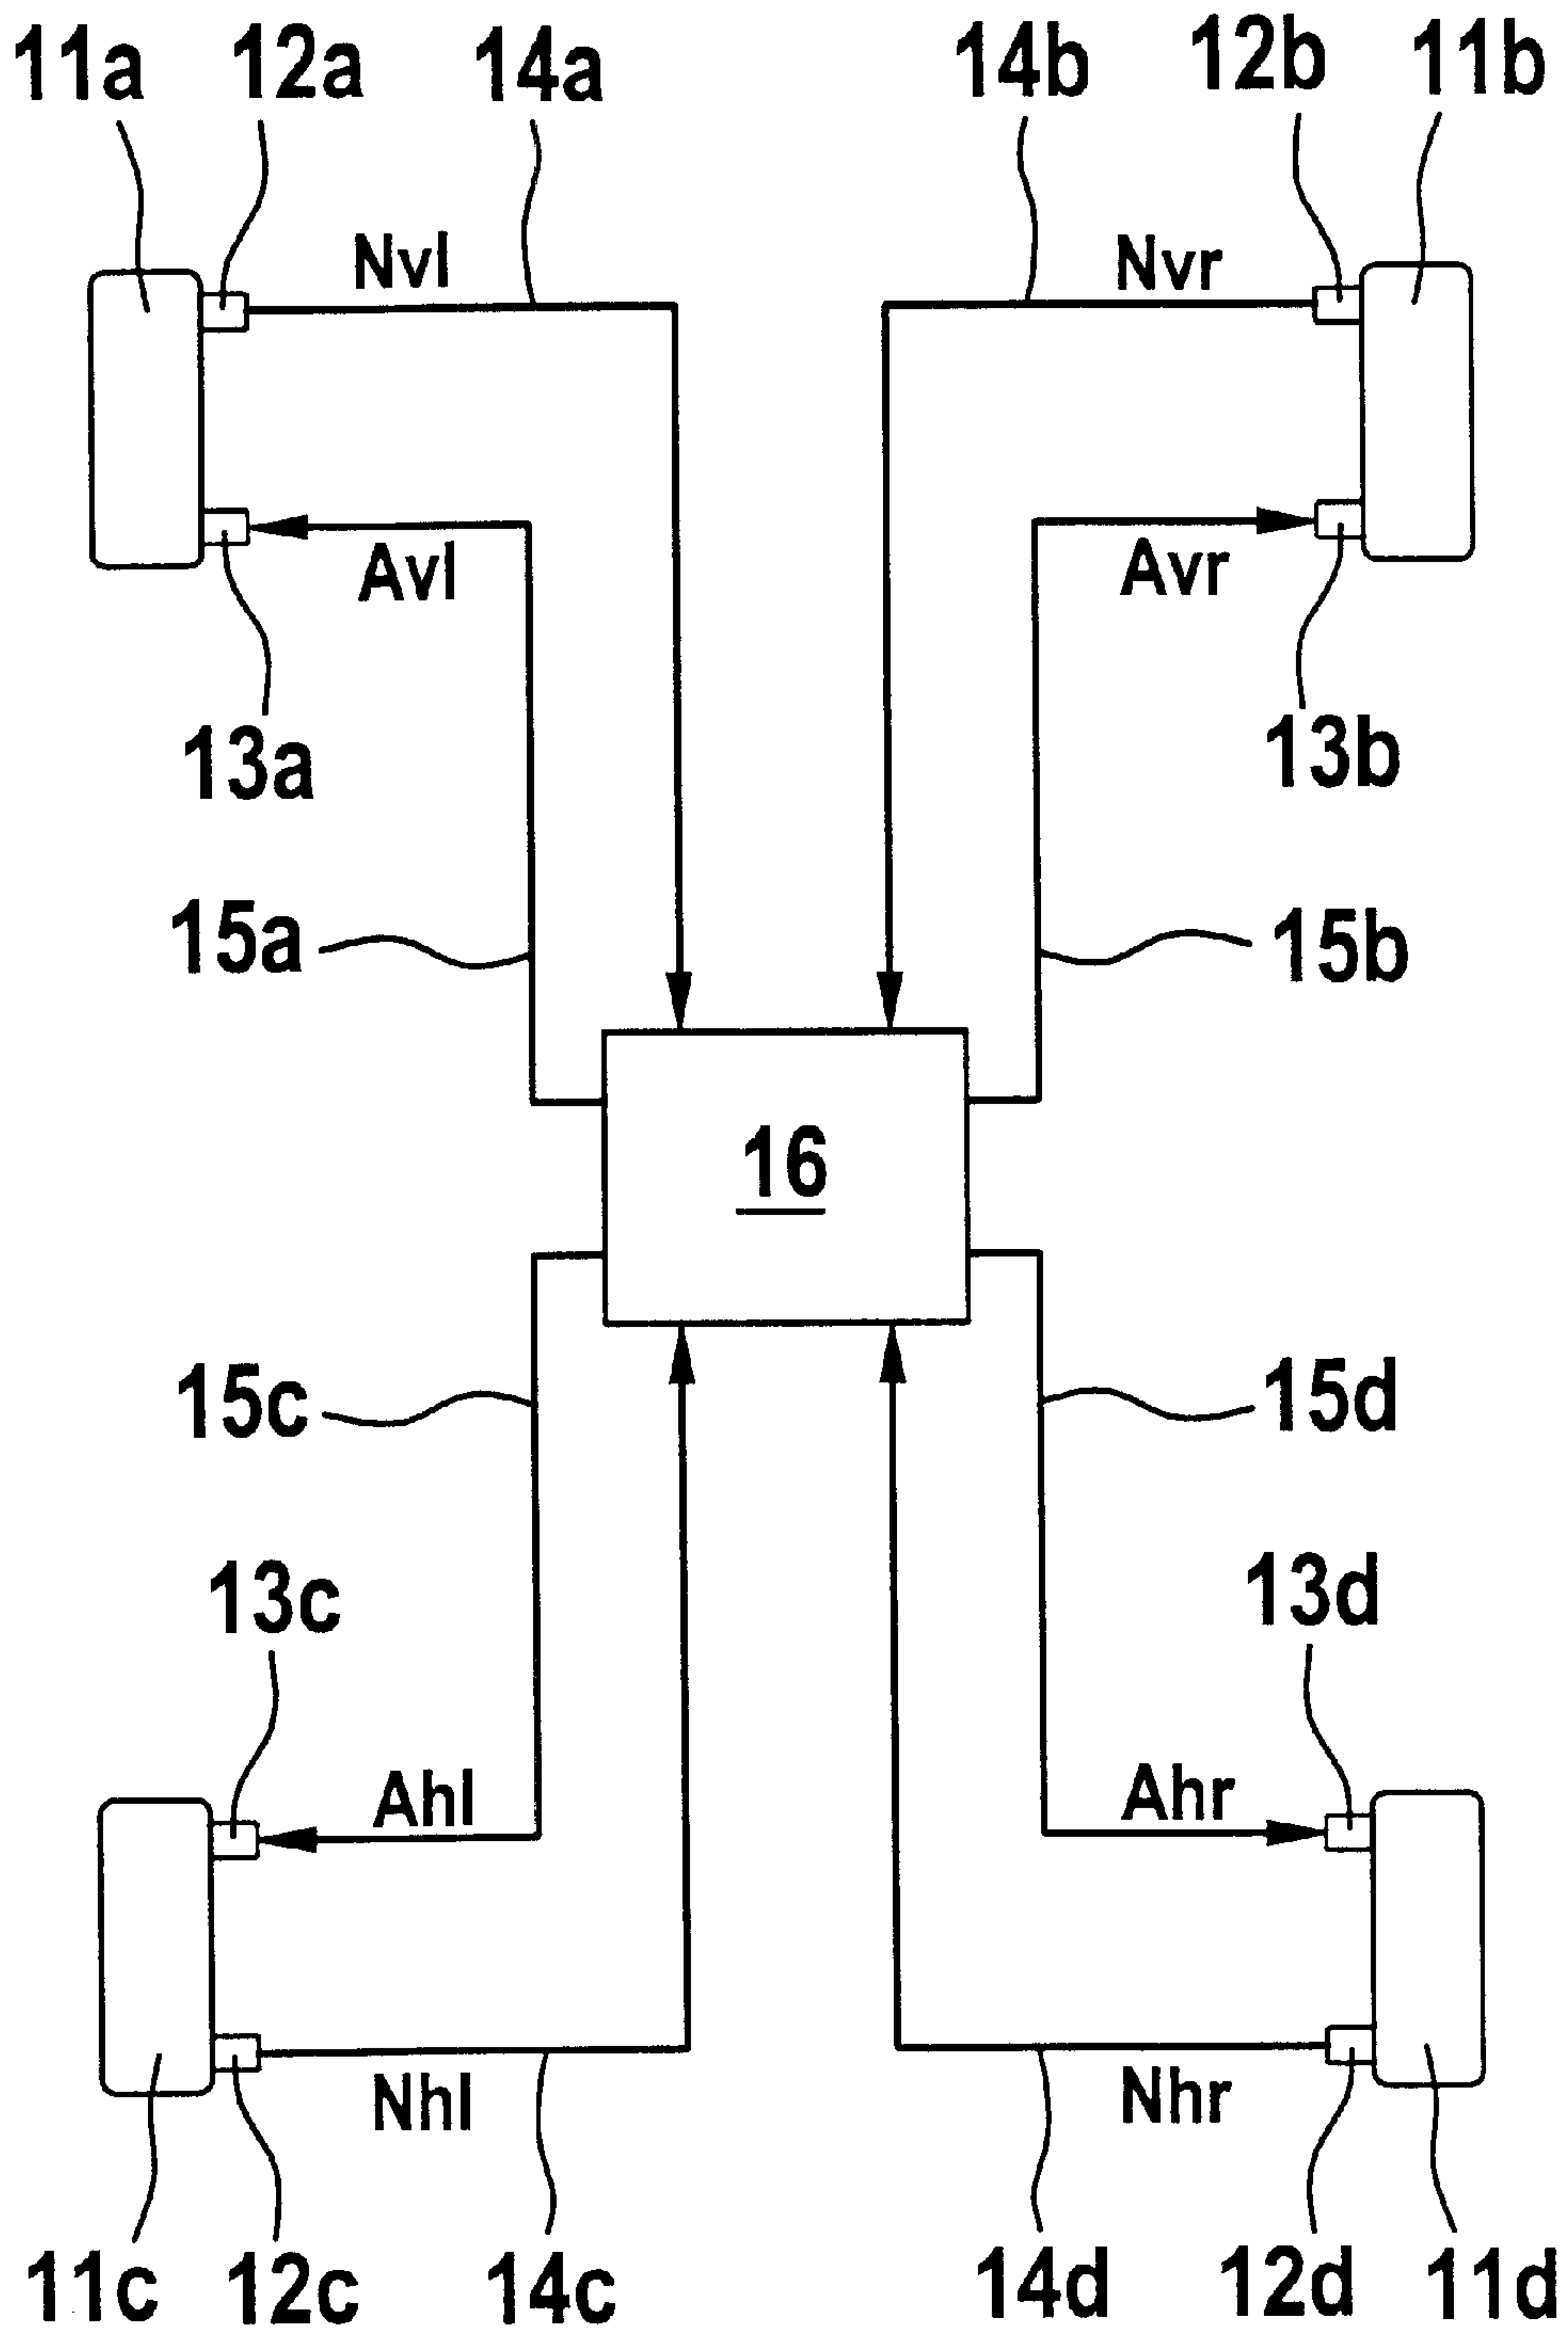 11a 12a 14a 14b 12b 11b
Nvl Nvr
Avl Avr
13a 13b
15a 15b
16
15c 15d
13c 13d
Ahl Ahr
Nhl Nhr
11c 12c 14c 14d 12d 11d